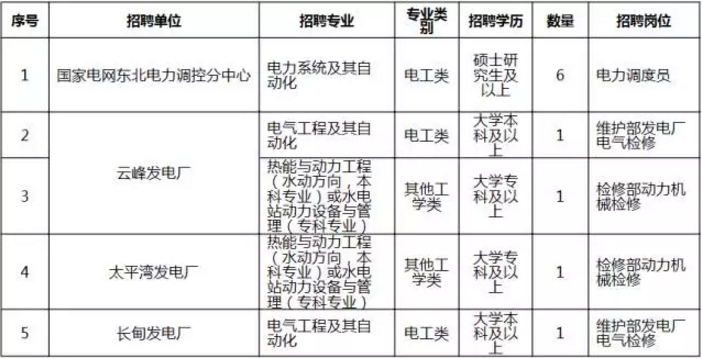 序号 招聘单位 招聘专业 专业类别 招聘学历 数量 招聘岗位
1 国家电网东北电力调控分中心 电力系统及其自动化 电工类 硕士研究生及以上 6 电力调度员
2 云峰发电厂 电气工程及其自动化 电工类 大学本科及以上 1 维护部发电厂电气检修
3 热能与动力工程（水动方向，本科专业）或水电站动力设备与管理（专科专业） 其他工学类 大学专科及以上 1 检修部动力机械检修
4 太平湾发电厂 热能与动力工程（水动方向，本科专业）或水电站动力设备与管理（专科专业） 其他工学类 大学专科及以上 1 检修部动力机械检修
5 长甸发电厂 电气工程及其自动化 电工类 大学本科及以上 1 维护部发电厂电气检修